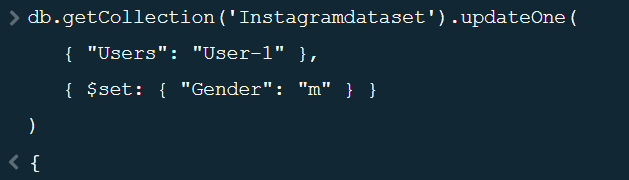 > db.getCollection('Instagramdataset').updateOne(
{ "Users": "User-1" },
{ $set: { "Gender": "m" } }
)
< {